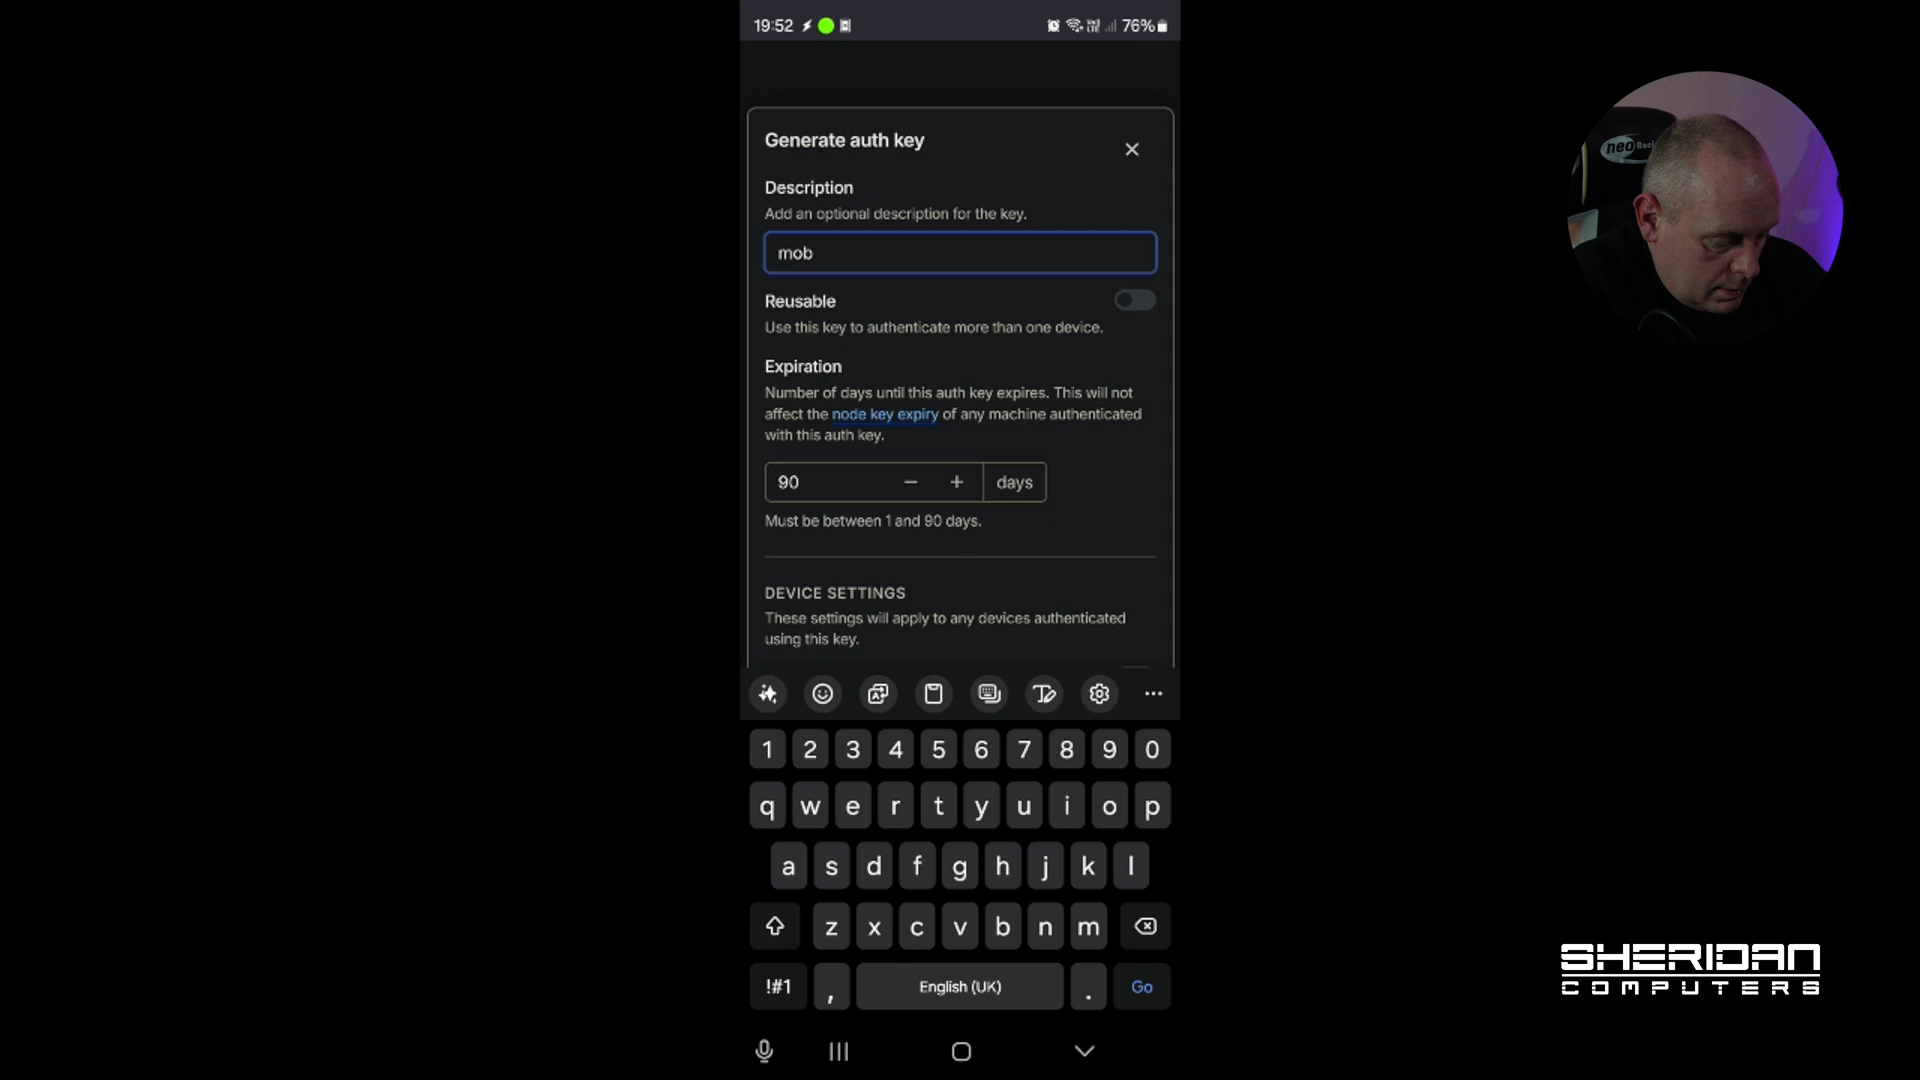 19:52
76%
neo
Generate auth key
Description
Add an optional description for the key.
mob
Reusable
Use this key to authenticate more than one device.
Expiration
Number of days until this auth key expires. This will not
affect the node key expiry of any machine authenticated
with this auth key.
90 − + days
Must be between 1 and 90 days.
DEVICE SETTINGS
These settings will apply to any devices authenticated
using this key.
1 2 3 4 5 6 7 8 9 0
q w e r t y u i o p
a s d f g h j k l
z x c v b n m
!#1 , English (UK) . Go
SHERIDAN
COMPUTERS